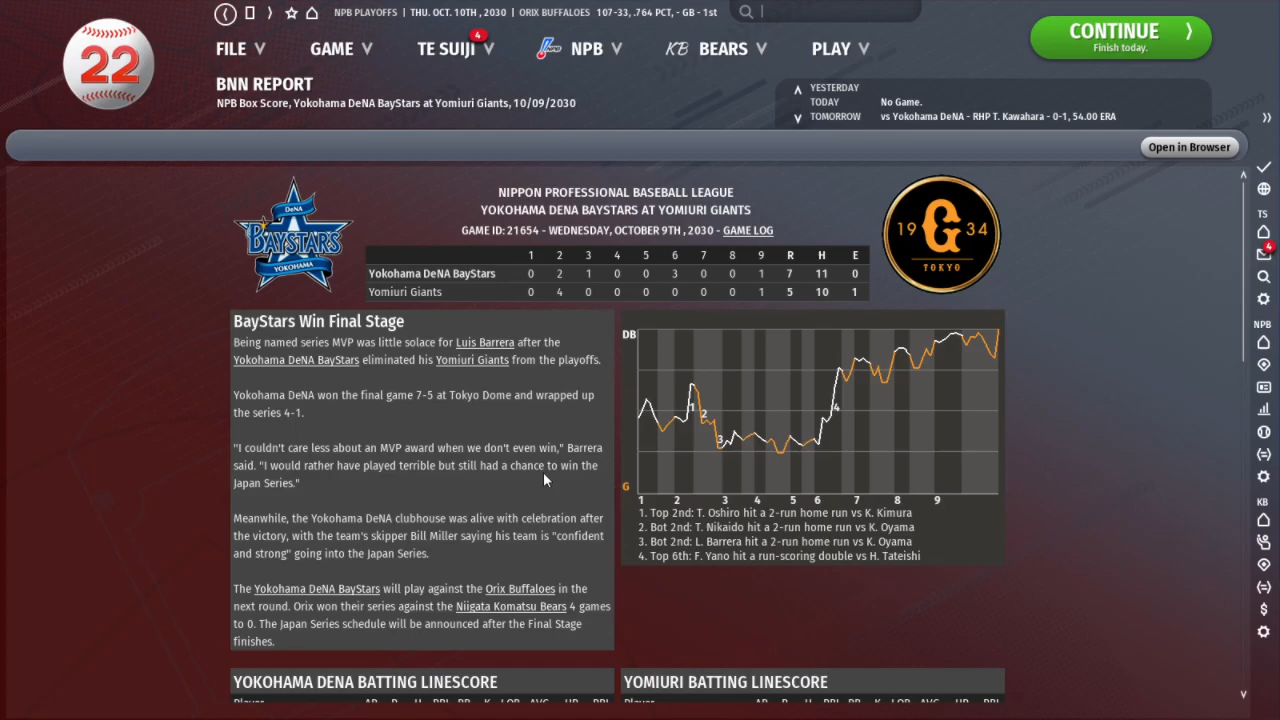 NPB PLAYOFFS | THU. OCT. 10TH , 2030 | ORIX BUFFALOES 107-33, .764 PCT, - GB - 1st
22
FILE GAME TE SUIJI 4 NPB KB BEARS PLAY
CONTINUE
Finish today.
BNN REPORT
NPB Box Score, Yokohama DeNA BayStars at Yomiuri Giants, 10/09/2030
YESTERDAY
TODAY No Game.
TOMORROW vs Yokohama DeNA - RHP T. Kawahara - 0-1, 54.00 ERA
Open in Browser
DeNA
BAYSTARS
YOKOHAMA
NIPPON PROFESSIONAL BASEBALL LEAGUE
YOKOHAMA DENA BAYSTARS AT YOMIURI GIANTS
GAME ID: 21654 - WEDNESDAY, OCTOBER 9TH , 2030 - GAME LOG
1 2 3 4 5 6 7 8 9 R H E
Yokohama DeNA BayStars 0 2 1 0 0 3 0 0 1 7 11 0
Yomiuri Giants 0 4 0 0 0 0 0 0 1 5 10 1
19 G 34
TOKYO
BayStars Win Final Stage
Being named series MVP was little solace for Luis Barrera after the
Yokohama DeNA BayStars eliminated his Yomiuri Giants from the playoffs.
Yokohama DeNA won the final game 7-5 at Tokyo Dome and wrapped up
the series 4-1.
"I couldn't care less about an MVP award when we don't even win," Barrera
said. "I would rather have played terrible but still had a chance to win the
Japan Series."
Meanwhile, the Yokohama DeNA clubhouse was alive with celebration after
the victory, with the team's skipper Bill Miller saying his team is "confident
and strong" going into the Japan Series.
The Yokohama DeNA BayStars will play against the Orix Buffaloes in the
next round. Orix won their series against the Niigata Komatsu Bears 4 games
to 0. The Japan Series schedule will be announced after the Final Stage
finishes.
DB
G
1 2 3 4
1 2 3 4 5 6 7 8 9
1. Top 2nd: T. Oshiro hit a 2-run home run vs K. Kimura
2. Bot 2nd: T. Nikaido hit a 2-run home run vs K. Oyama
3. Bot 2nd: L. Barrera hit a 2-run home run vs K. Oyama
4. Top 6th: F. Yano hit a run-scoring double vs H. Tateishi
YOKOHAMA DENA BATTING LINESCORE
YOMIURI BATTING LINESCORE
TS
4
NPB
KB